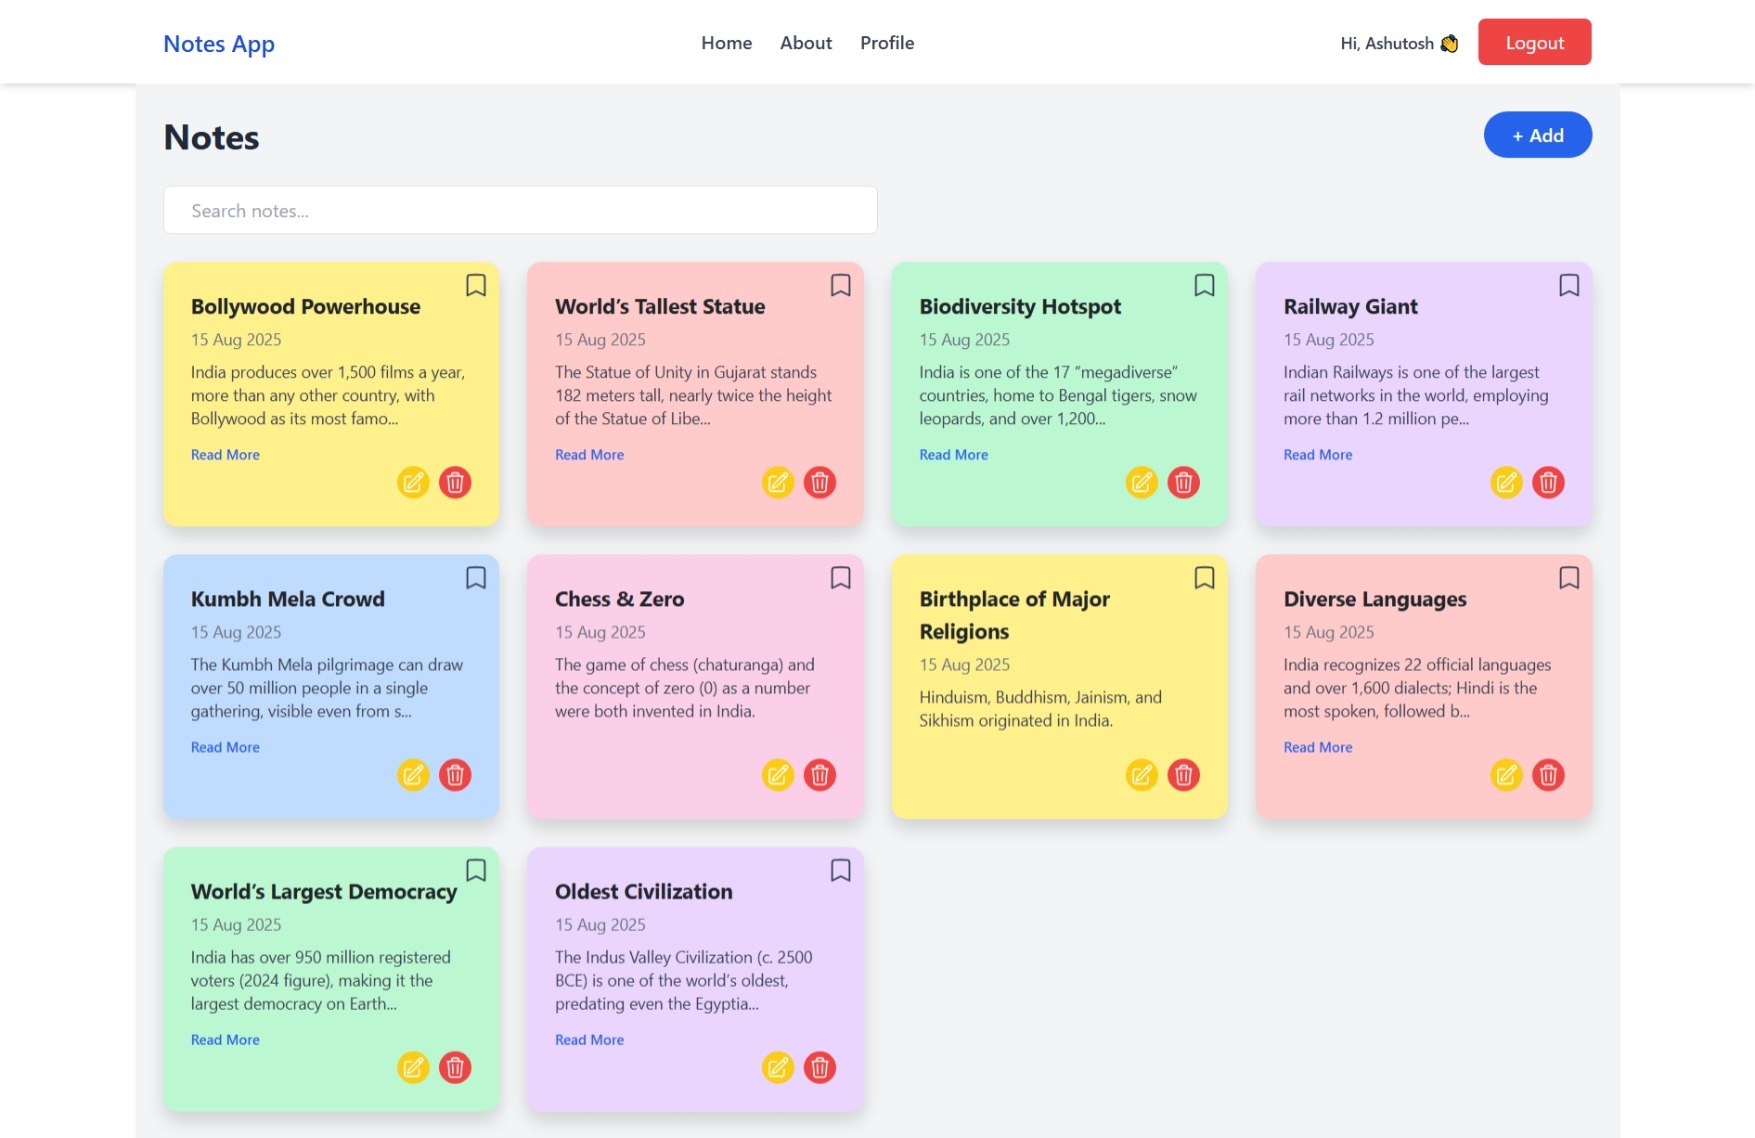 Notes App
Home
About
Profile
Hi, Ashutosh 👋
Logout
Notes
+ Add
Search notes...
Bollywood Powerhouse
15 Aug 2025
India produces over 1,500 films a year,
more than any other country, with
Bollywood as its most famo...
Read More
World’s Tallest Statue
15 Aug 2025
The Statue of Unity in Gujarat stands
182 meters tall, nearly twice the height
of the Statue of Libe...
Read More
Biodiversity Hotspot
15 Aug 2025
India is one of the 17 “megadiverse”
countries, home to Bengal tigers, snow
leopards, and over 1,200...
Read More
Railway Giant
15 Aug 2025
Indian Railways is one of the largest
rail networks in the world, employing
more than 1.2 million pe...
Read More
Kumbh Mela Crowd
15 Aug 2025
The Kumbh Mela pilgrimage can draw
over 50 million people in a single
gathering, visible even from s...
Read More
Chess & Zero
15 Aug 2025
The game of chess (chaturanga) and
the concept of zero (0) as a number
were both invented in India.
Birthplace of Major
Religions
15 Aug 2025
Hinduism, Buddhism, Jainism, and
Sikhism originated in India.
Diverse Languages
15 Aug 2025
India recognizes 22 official languages
and over 1,600 dialects; Hindi is the
most spoken, followed b...
Read More
World’s Largest Democracy
15 Aug 2025
India has over 950 million registered
voters (2024 figure), making it the
largest democracy on Earth...
Read More
Oldest Civilization
15 Aug 2025
The Indus Valley Civilization (c. 2500
BCE) is one of the world’s oldest,
predating even the Egyptia...
Read More